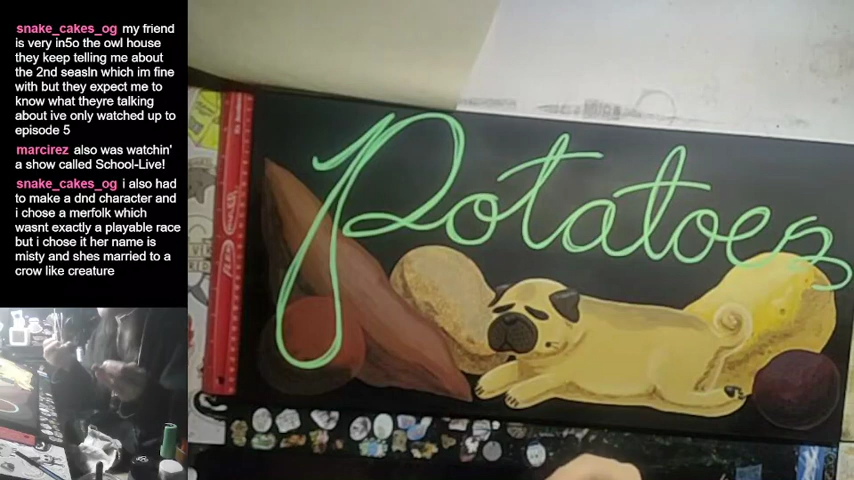 snake_cakes_og my friend
is very in5o the owl house
they keep telling me about
the 2nd seasln which im fine
with but they expect me to
know what theyre talking
about ive only watched up to
episode 5
marcirez also was watchin'
a show called School-Live!
snake_cakes_og i also had
to make a dnd character and
i chose a merfolk which
wasnt exactly a playable race
but i chose it her name is
misty and shes married to a
crow like creature
Potatoes